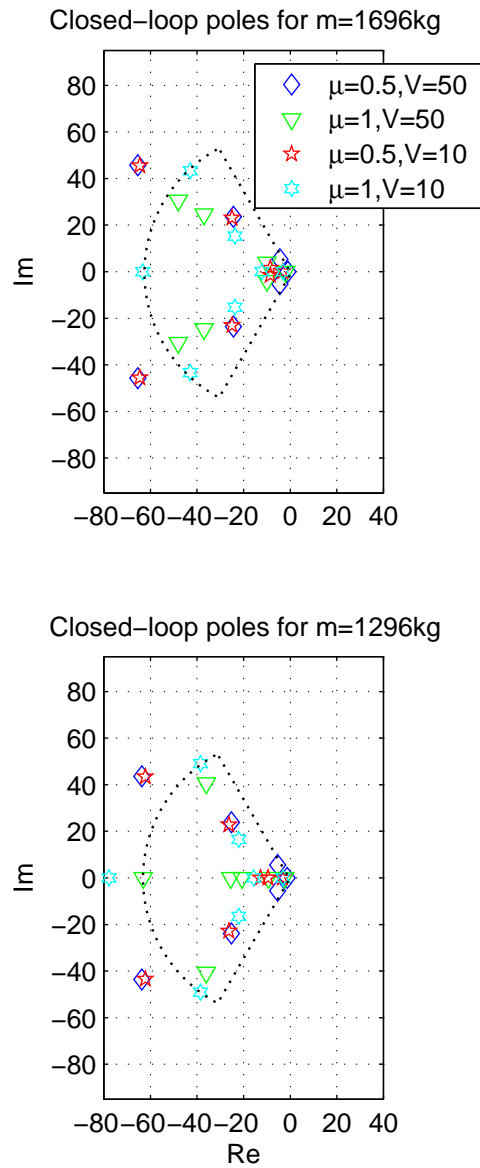 Closed−loop poles for m=1696kg
μ=0.5,V=50
μ=1,V=50
μ=0.5,V=10
μ=1,V=10
80
60
40
20
0
−20
−40
−60
−80
Im
−80 −60 −40 −20 0 20 40
Closed−loop poles for m=1296kg
80
60
40
20
0
−20
−40
−60
−80
Im
−80 −60 −40 −20 0 20 40
Re